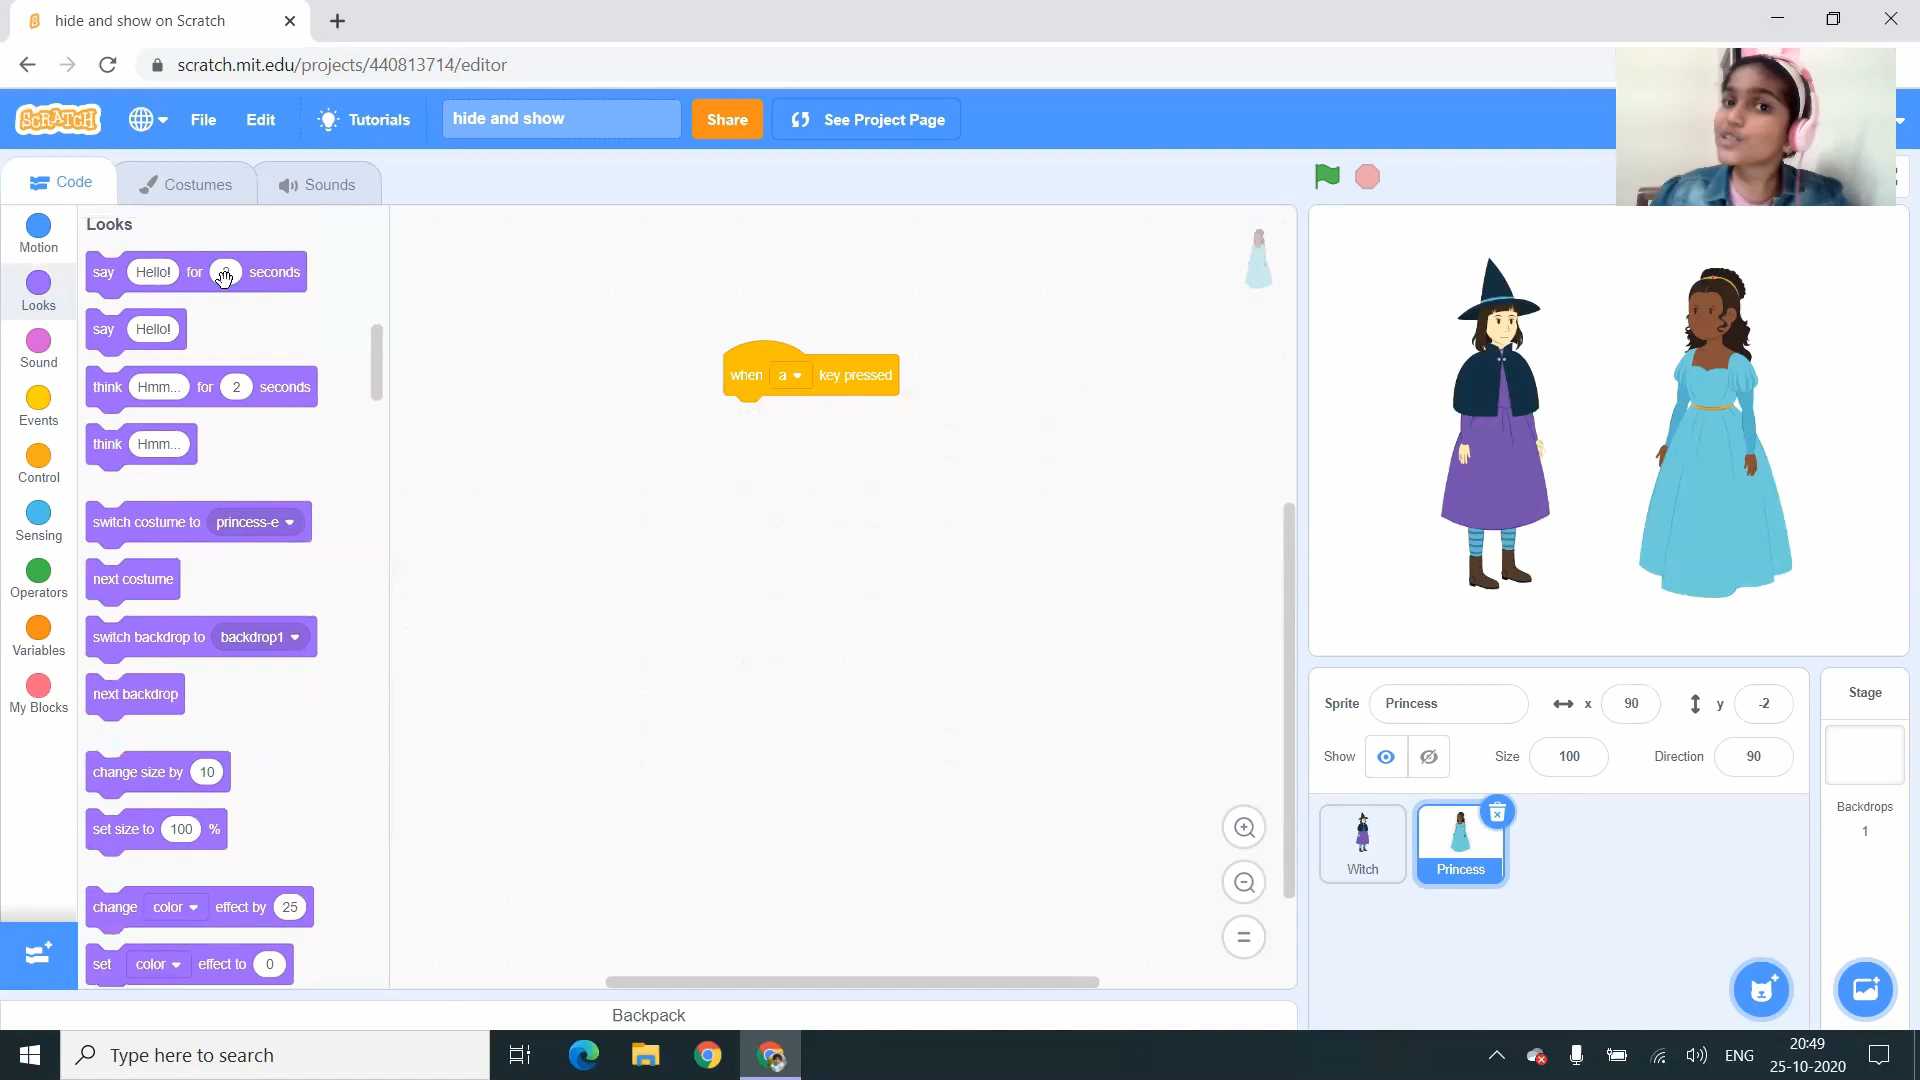 hide and show on Scratch
scratch.mit.edu/projects/440813714/editor
SCRATCH
File
Edit
Tutorials
hide and show
Share
See Project Page
Code
Costumes
Sounds
Motion
Looks
Sound
Events
Control
Sensing
Operators
Variables
My Blocks
Looks
say Hello! for seconds
say Hello!
think Hmm... for 2 seconds
think Hmm...
switch costume to princess-e
next costume
switch backdrop to backdrop1
next backdrop
change size by 10
set size to 100 %
change color effect by 25
set color effect to 0
when a key pressed
Sprite Princess x 90 y -2
Show Size 100 Direction 90
Witch
Princess
Stage
Backdrops
1
Backpack
Type here to search
ENG
20:49
25-10-2020